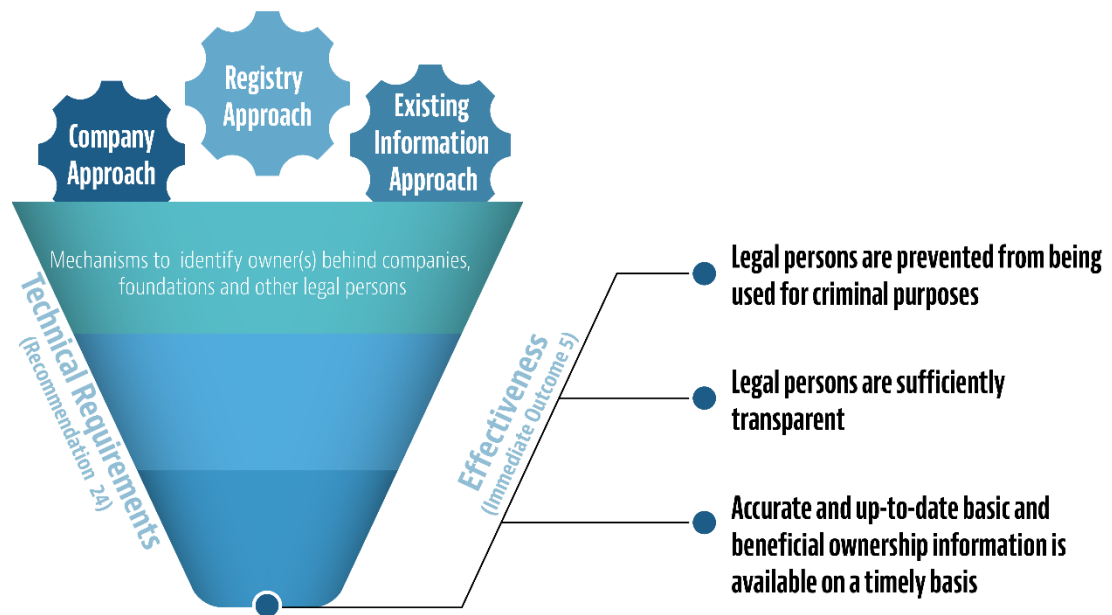 Company
Approach
Registry
Approach
Existing
Information
Approach
Mechanisms to identify owner(s) behind companies,
foundations and other legal persons
Technical Requirements
(Recommendation 24)
Effectiveness
(Immediate Outcome 5)
Legal persons are prevented from being
used for criminal purposes
Legal persons are sufficiently
transparent
Accurate and up-to-date basic and
beneficial ownership information is
available on a timely basis